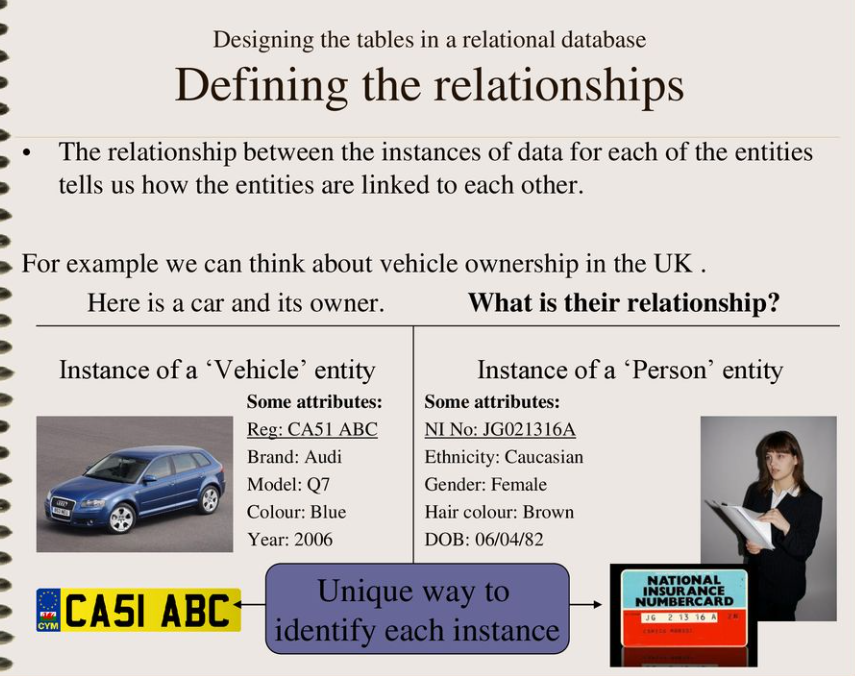 Designing the tables in a relational database
Defining the relationships
• The relationship between the instances of data for each of the entities
tells us how the entities are linked to each other.
For example we can think about vehicle ownership in the UK .
Here is a car and its owner.
What is their relationship?
Instance of a ‘Vehicle’ entity
Some attributes:
Reg: CA51 ABC
Brand: Audi
Model: Q7
Colour: Blue
Year: 2006
Instance of a ‘Person’ entity
Some attributes:
NI No: JG021316A
Ethnicity: Caucasian
Gender: Female
Hair colour: Brown
DOB: 06/04/82
CYM
CA51 ABC
Unique way to
identify each instance
NATIONAL
INSURANCE
NUMBERCARD
JG 2 13 16 A